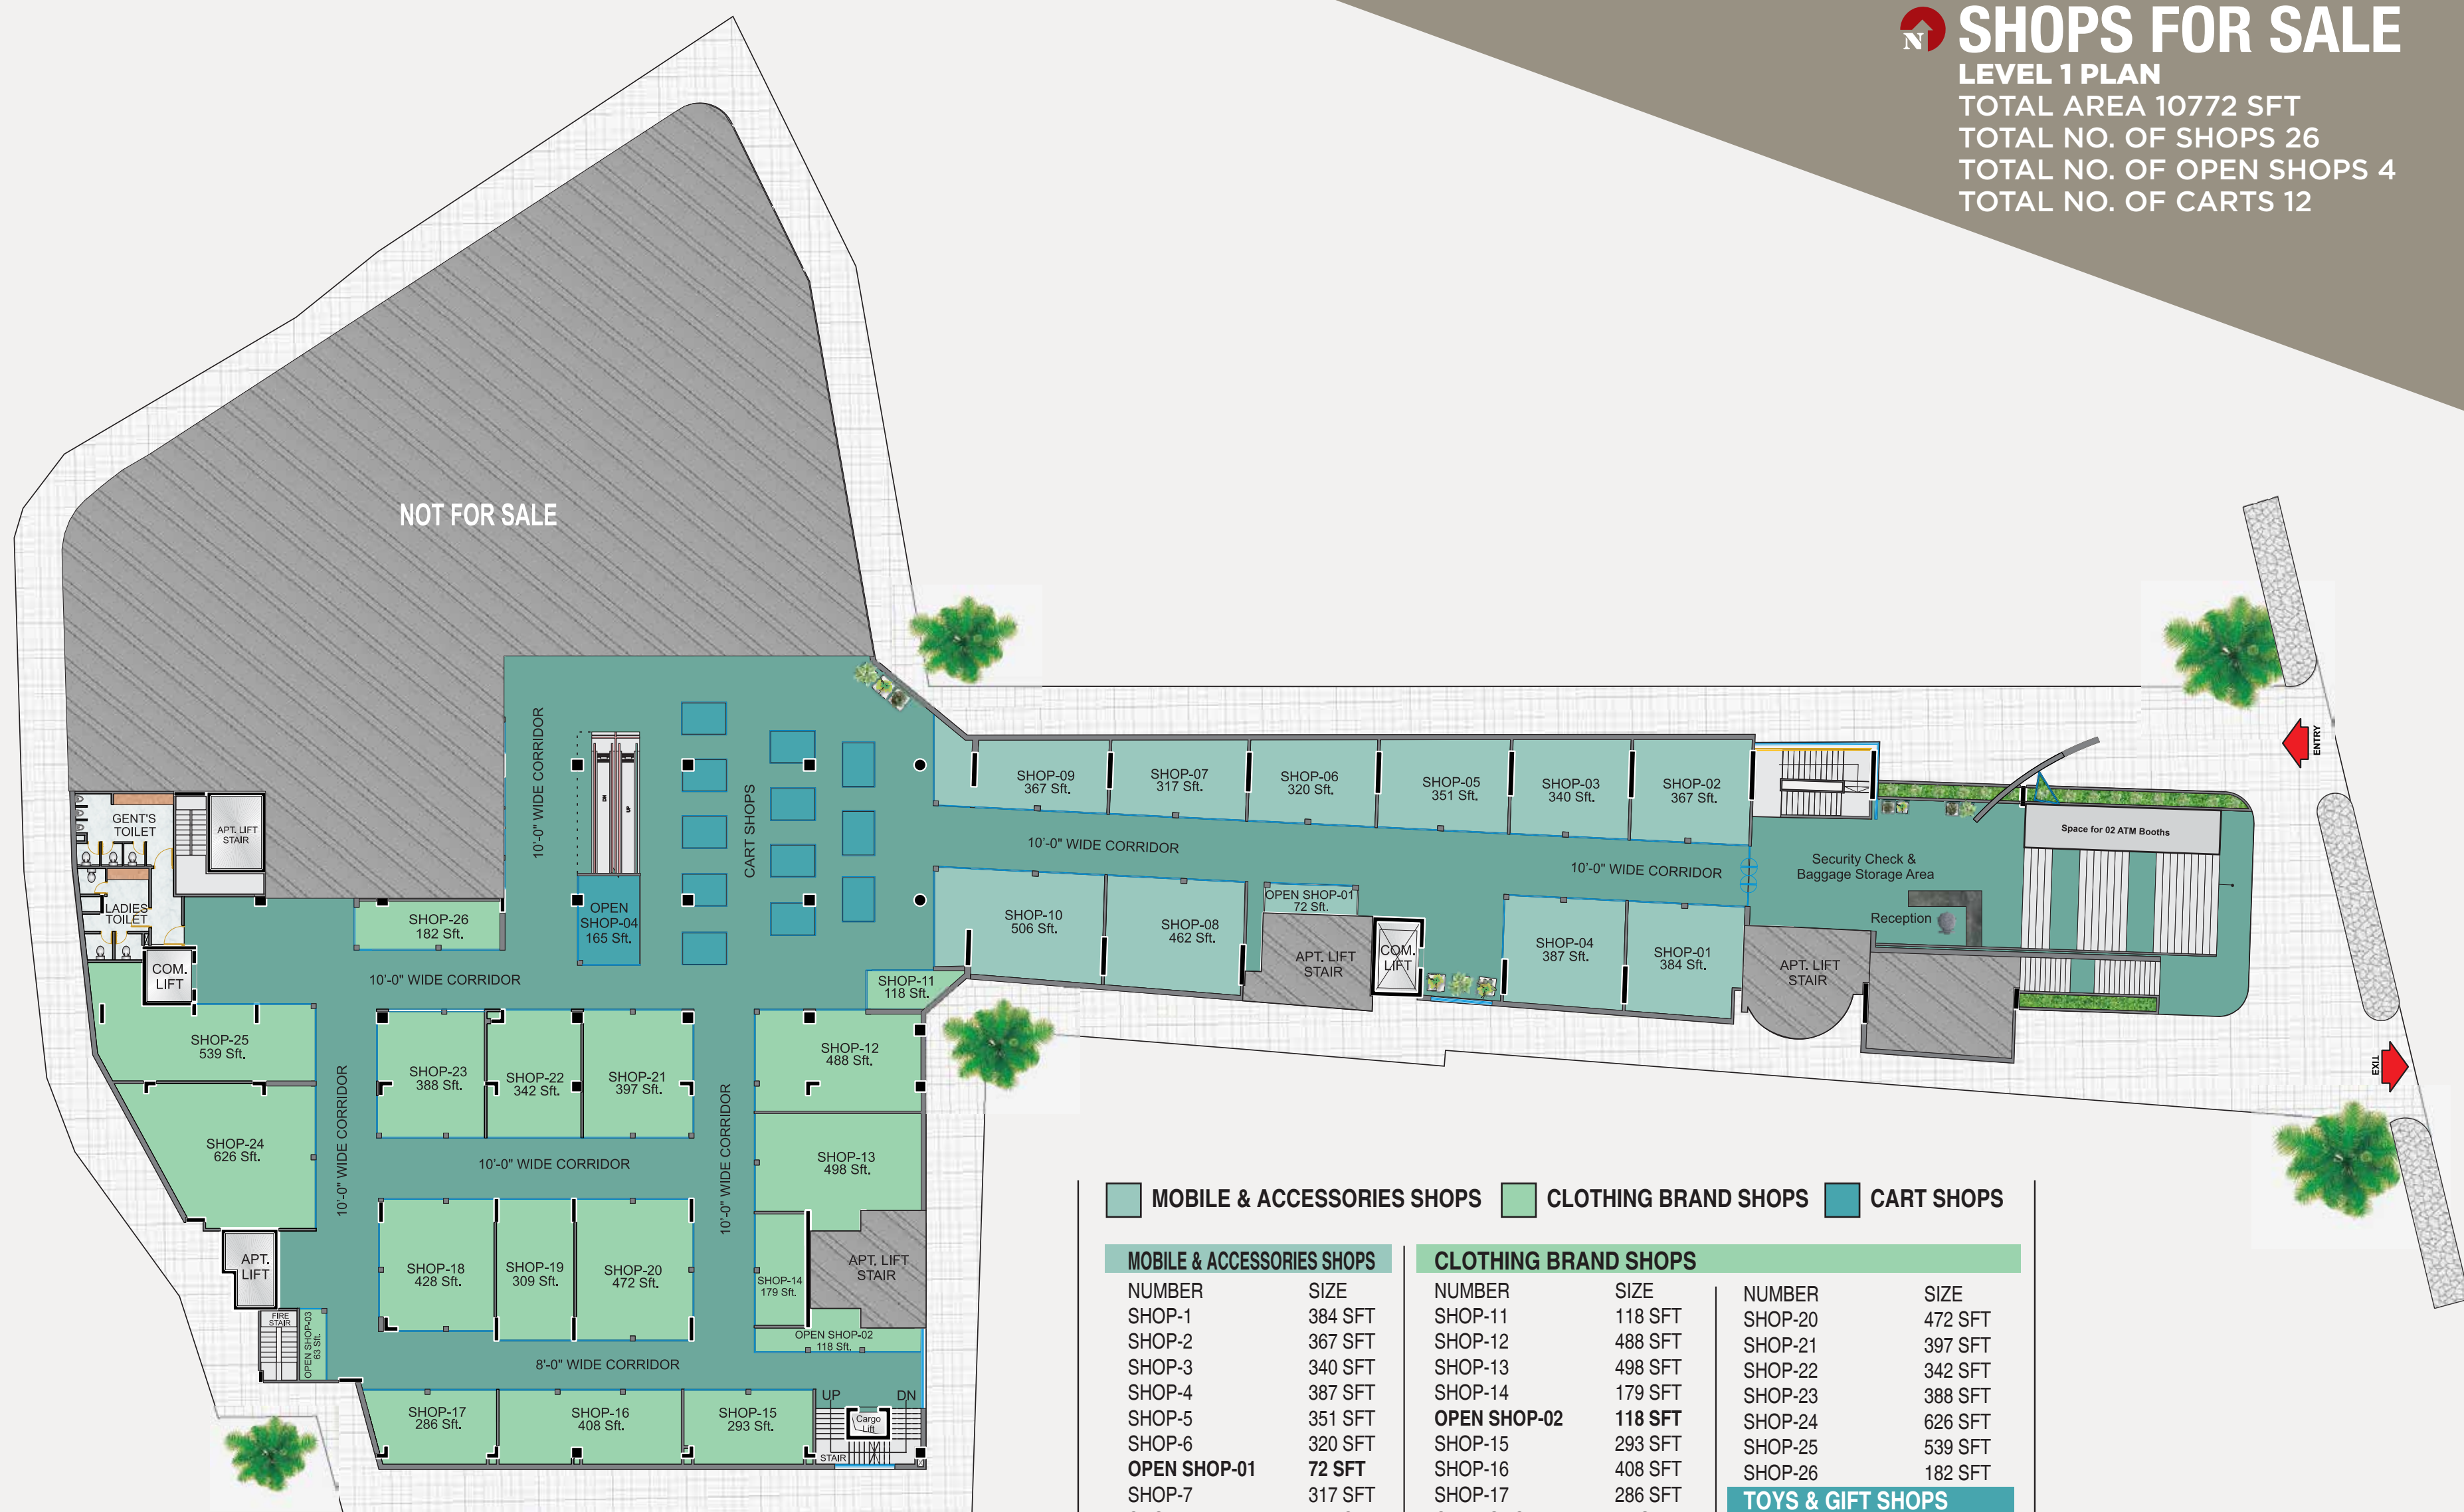 N
SHOPS FOR SALE
LEVEL 1 PLAN
TOTAL AREA 10772 SFT
TOTAL NO. OF SHOPS 26
TOTAL NO. OF OPEN SHOPS 4
TOTAL NO. OF CARTS 12
NOT FOR SALE
10'-0" WIDE CORRIDOR
DN
UP
CART SHOPS
OPEN
SHOP-04
165 Sft.
GENT'S
TOILET
APT. LIFT
STAIR
LADIES
TOILET
COM.
LIFT
SHOP-26
182 Sft.
10'-0" WIDE CORRIDOR
SHOP-09
367 Sft.
SHOP-07
317 Sft.
SHOP-06
320 Sft.
SHOP-05
351 Sft.
SHOP-03
340 Sft.
SHOP-02
367 Sft.
10'-0" WIDE CORRIDOR
10'-0" WIDE CORRIDOR
SHOP-10
506 Sft.
SHOP-08
462 Sft.
OPEN SHOP-01
72 Sft.
APT. LIFT
STAIR
COM.
LIFT
SHOP-04
387 Sft.
SHOP-01
384 Sft.
APT. LIFT
STAIR
Security Check &
Baggage Storage Area
Reception
Space for 02 ATM Booths
ENTRY
EXIT
SHOP-11
118 Sft.
SHOP-25
539 Sft.
SHOP-24
626 Sft.
10'-0" WIDE CORRIDOR
SHOP-23
388 Sft.
SHOP-22
342 Sft.
SHOP-21
397 Sft.
10'-0" WIDE CORRIDOR
SHOP-12
488 Sft.
SHOP-13
498 Sft.
10'-0" WIDE CORRIDOR
SHOP-18
428 Sft.
SHOP-19
309 Sft.
SHOP-20
472 Sft.
SHOP-14
179 Sft.
APT. LIFT
STAIR
OPEN SHOP-02
118 Sft.
APT.
LIFT
FIRE
STAIR
OPEN SHOP-03
63 Sft.
8'-0" WIDE CORRIDOR
SHOP-17
286 Sft.
SHOP-16
408 Sft.
SHOP-15
293 Sft.
UP
DN
Cargo
Lift
STAIR
MOBILE & ACCESSORIES SHOPS
CLOTHING BRAND SHOPS
CART SHOPS
MOBILE & ACCESSORIES SHOPS
NUMBER SIZE
SHOP-1 384 SFT
SHOP-2 367 SFT
SHOP-3 340 SFT
SHOP-4 387 SFT
SHOP-5 351 SFT
SHOP-6 320 SFT
OPEN SHOP-01 72 SFT
SHOP-7 317 SFT
CLOTHING BRAND SHOPS
NUMBER SIZE
SHOP-11 118 SFT
SHOP-12 488 SFT
SHOP-13 498 SFT
SHOP-14 179 SFT
OPEN SHOP-02 118 SFT
SHOP-15 293 SFT
SHOP-16 408 SFT
SHOP-17 286 SFT
NUMBER SIZE
SHOP-20 472 SFT
SHOP-21 397 SFT
SHOP-22 342 SFT
SHOP-23 388 SFT
SHOP-24 626 SFT
SHOP-25 539 SFT
SHOP-26 182 SFT
TOYS & GIFT SHOPS